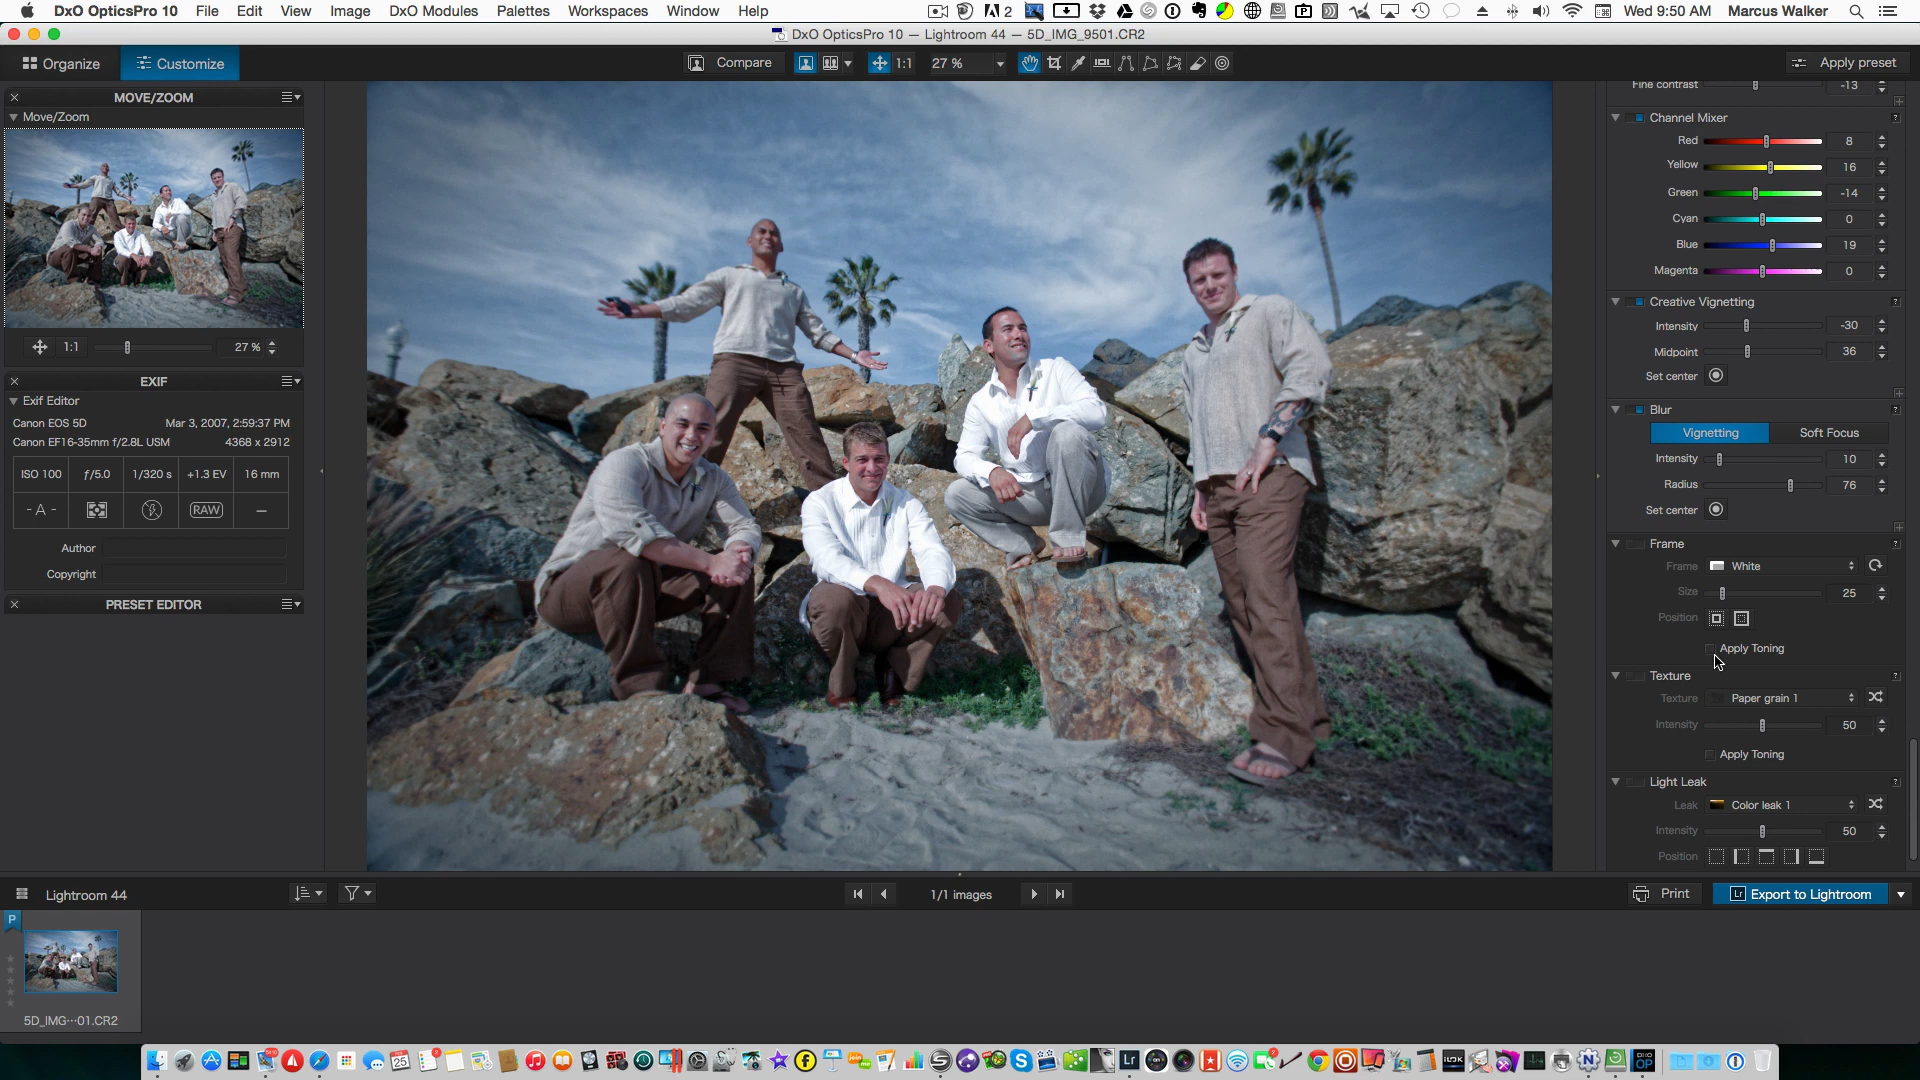 DxO OpticsPro 10 File Edit View Image DxO Modules Palettes Workspaces Window Help 2 Wed 9:50 AM Marcus Walker
DxO OpticsPro 10 — Lightroom 44 — 5D_IMG_9501.CR2
Organize Customize Compare 1:1 27 % Apply preset
MOVE/ZOOM
Move/Zoom
1:1 27 %
EXIF
Exif Editor
Canon EOS 5D Mar 3, 2007, 2:59:37 PM
Canon EF16-35mm f/2.8L USM 4368 x 2912
ISO 100 f/5.0 1/320 s +1.3 EV 16 mm
- A - RAW —
Author
Copyright
PRESET EDITOR
Fine contrast -13
Channel Mixer ?
Red 8
Yellow 16
Green -14
Cyan 0
Blue 19
Magenta 0
Creative Vignetting ?
Intensity -30
Midpoint 36
Set center
Blur ?
Vignetting Soft Focus
Intensity 10
Radius 76
Set center
Frame ?
Frame White
Size 25
Position
Apply Toning
Texture ?
Texture Paper grain 1
Intensity 50
Apply Toning
Light Leak ?
Leak Color leak 1
Intensity 50
Position
Lightroom 44 1/1 images Print Lr Export to Lightroom
P
5D_IMG···01.CR2
25 Lr